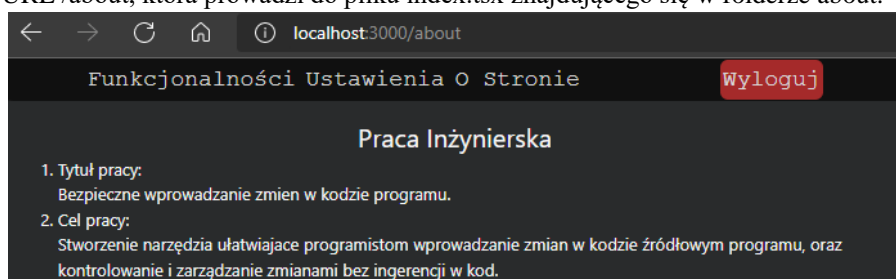 URL /about, która prowadzi do pliku index.tsx znajdującego się w folderze about.
localhost:3000/about
Funkcjonalności Ustawienia O Stronie Wyloguj
Praca Inżynierska
1. Tytuł pracy:
Bezpieczne wprowadzanie zmien w kodzie programu.
2. Cel pracy:
Stworzenie narzędzia ułatwiajace programistom wprowadzanie zmian w kodzie źródłowym programu, oraz
kontrolowanie i zarządzanie zmianami bez ingerencji w kod.